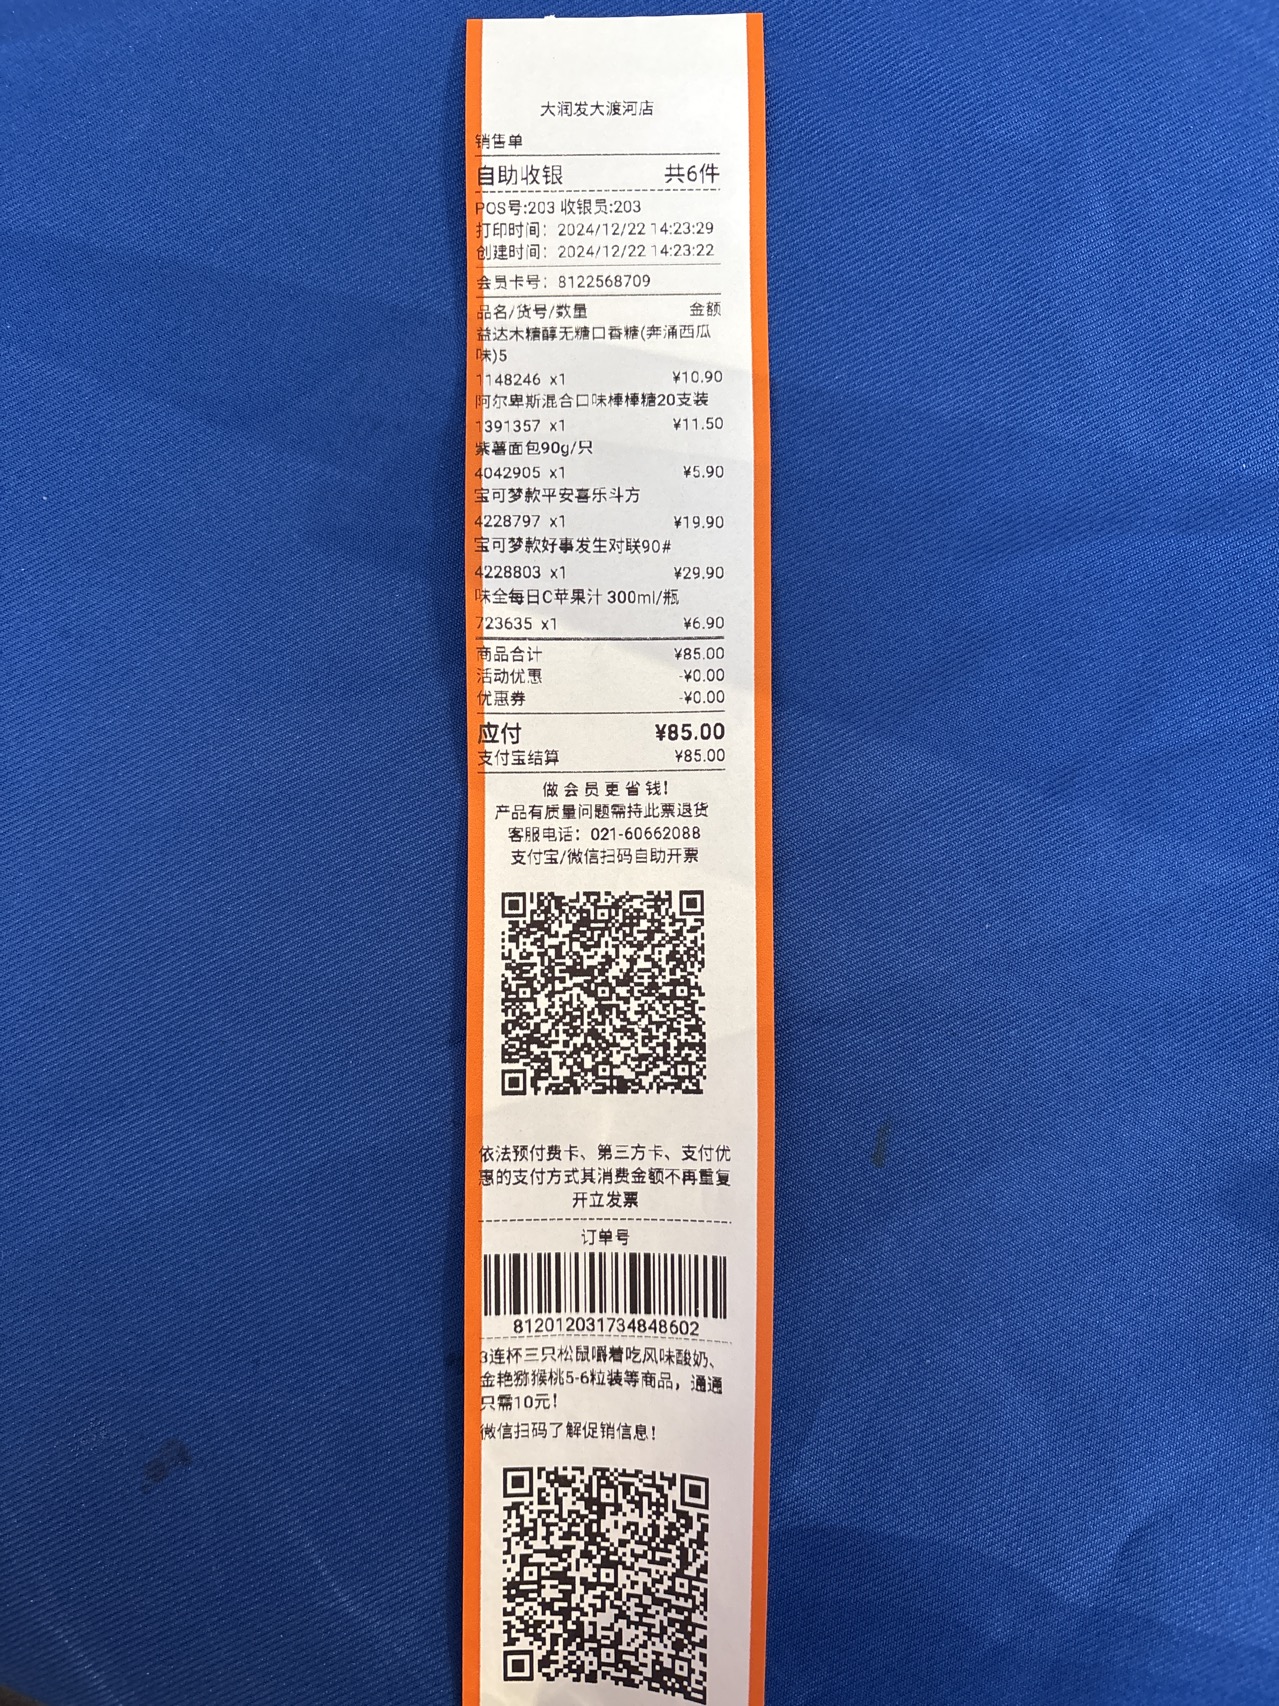 大润发大渡河店
销售单
自助收银 共6件
POS号:203 收银员:203
打印时间：2024/12/22 14:23:29
创建时间：2024/12/22 14:23:22
会员卡号：8122568709
品名/货号/数量 金额
益达木糖醇无糖口香糖(奔涌西瓜
味)5
1148246 x1 ¥10.90
阿尔卑斯混合口味棒棒糖20支装
1391357 x1 ¥11.50
紫薯面包90g/只
4042905 x1 ¥5.90
宝可梦款平安喜乐斗方
4228797 x1 ¥19.90
宝可梦款好事发生对联90#
4228803 x1 ¥29.90
味全每日C苹果汁 300ml/瓶
723635 x1 ¥6.90
商品合计 ¥85.00
活动优惠 -¥0.00
优惠券 -¥0.00
应付 ¥85.00
支付宝结算 ¥85.00
做会员更省钱!
产品有质量问题需持此票退货
客服电话：021-60662088
支付宝/微信扫码自助开票
依法预付费卡、第三方卡、支付优
惠的支付方式其消费金额不再重复
开立发票
订单号
812012031734848602
3连杯三只松鼠嚼着吃风味酸奶、
金艳猕猴桃5-6粒装等商品，通通
只需10元!
微信扫码了解促销信息!